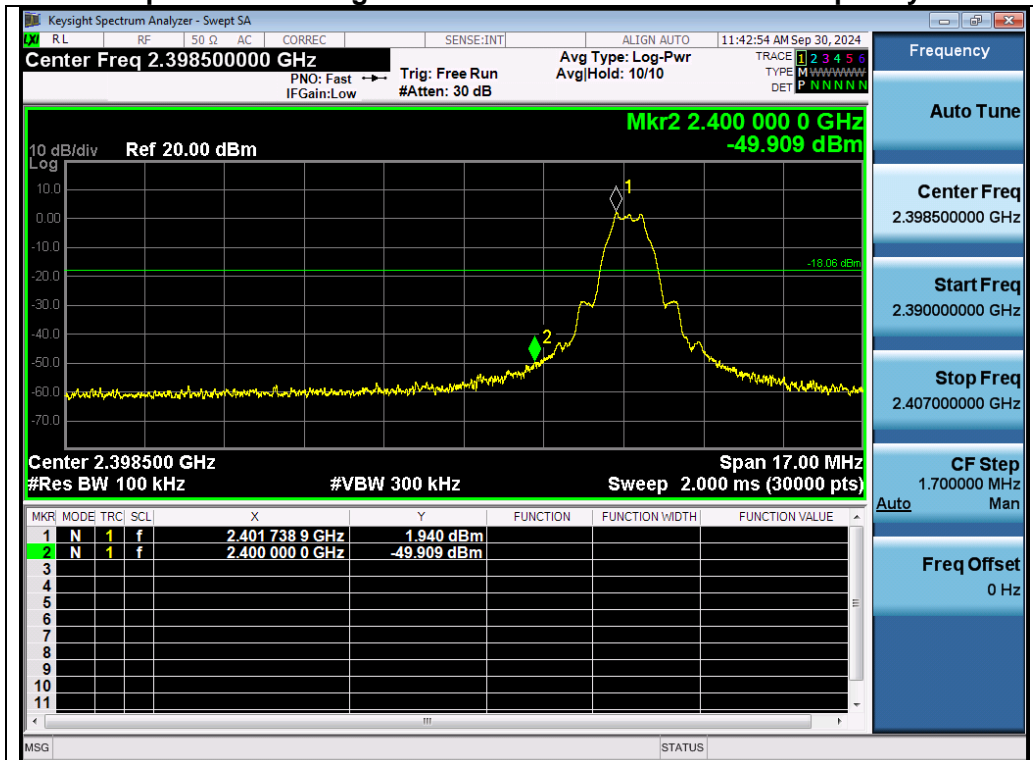 Keysight Spectrum Analyzer - Swept SA
LXI RL RF 50 Ω AC CORREC SENSE:INT ALIGN AUTO 11:42:54 AM Sep 30, 2024
Center Freq 2.398500000 GHz
PNO: Fast
IFGain:Low
Trig: Free Run
#Atten: 30 dB
Avg Type: Log-Pwr
Avg|Hold: 10/10
TRACE 1 2 3 4 5 6
TYPE M
DET P N N N N N
Mkr2 2.400 000 0 GHz
-49.909 dBm
10 dB/div Ref 20.00 dBm
Log
10.0
0.00
-10.0
-20.0
-30.0
-40.0
-50.0
-60.0
-70.0
1
-18.06 dBm
2
Center 2.398500 GHz Span 17.00 MHz
#Res BW 100 kHz #VBW 300 kHz Sweep 2.000 ms (30000 pts)
MKR MODE TRC SCL X Y FUNCTION FUNCTION WIDTH FUNCTION VALUE
1 N 1 f 2.401 738 9 GHz 1.940 dBm
2 N 1 f 2.400 000 0 GHz -49.909 dBm
3
4
5
6
7
8
9
10
11
MSG STATUS
Frequency
Auto Tune
Center Freq
2.398500000 GHz
Start Freq
2.390000000 GHz
Stop Freq
2.407000000 GHz
CF Step
1.700000 MHz
Auto Man
Freq Offset
0 Hz